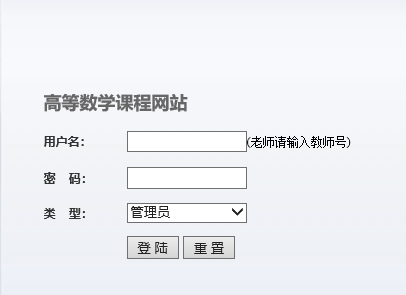 高等数学课程网站
用户名： (老师请输入教师号)
密 码：
类 型： 管理员
登 陆 重 置